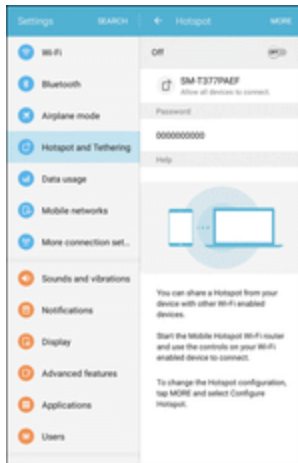 Settings
SEARCH
Hotspot
MORE
Wi-Fi
Bluetooth
Airplane mode
Hotspot and Tethering
Data usage
Mobile networks
More connection set..
Sounds and vibrations
Notifications
Display
Advanced features
Applications
Users
Off
SM-T377PAEF
Allow all devices to connect.
Password
0000000000
Help
You can share a Hotspot from your
device with other Wi-Fi enabled
devices.
Start the Mobile Hotspot Wi-Fi router
and use the controls on your Wi-Fi
enabled device to connect.
To change the Hotspot configuration,
tap MORE and select Configure
Hotspot.